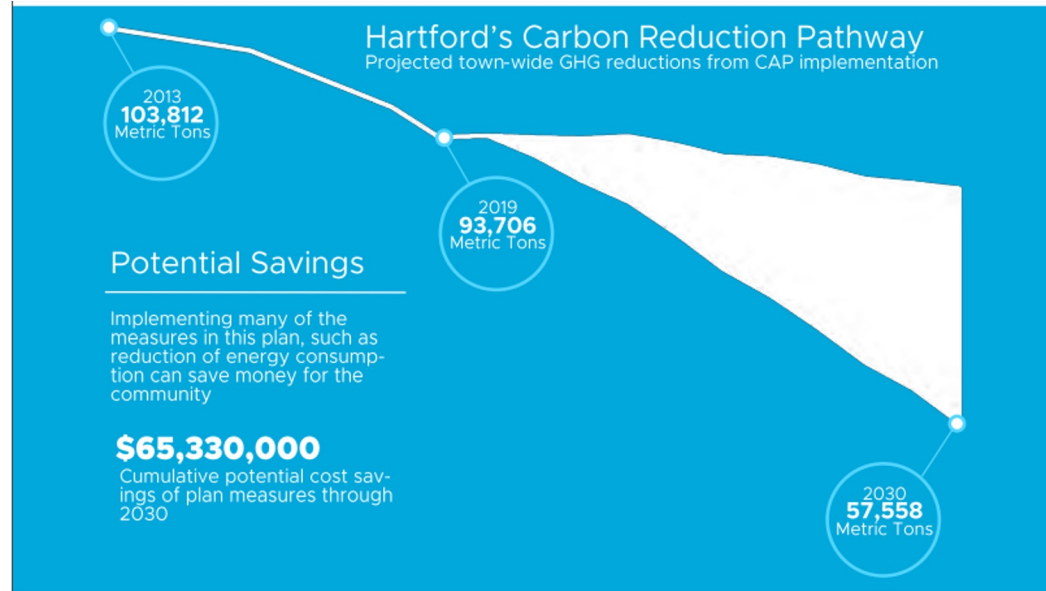 Hartford's Carbon Reduction Pathway
Projected town-wide GHG reductions from CAP implementation
2013
103,812
Metric Tons
2019
93,706
Metric Tons
Potential Savings
Implementing many of the
measures in this plan, such as
reduction of energy consump-
tion can save money for the
community
$65,330,000
Cumulative potential cost sav-
ings of plan measures through
2030
2030
57,558
Metric Tons